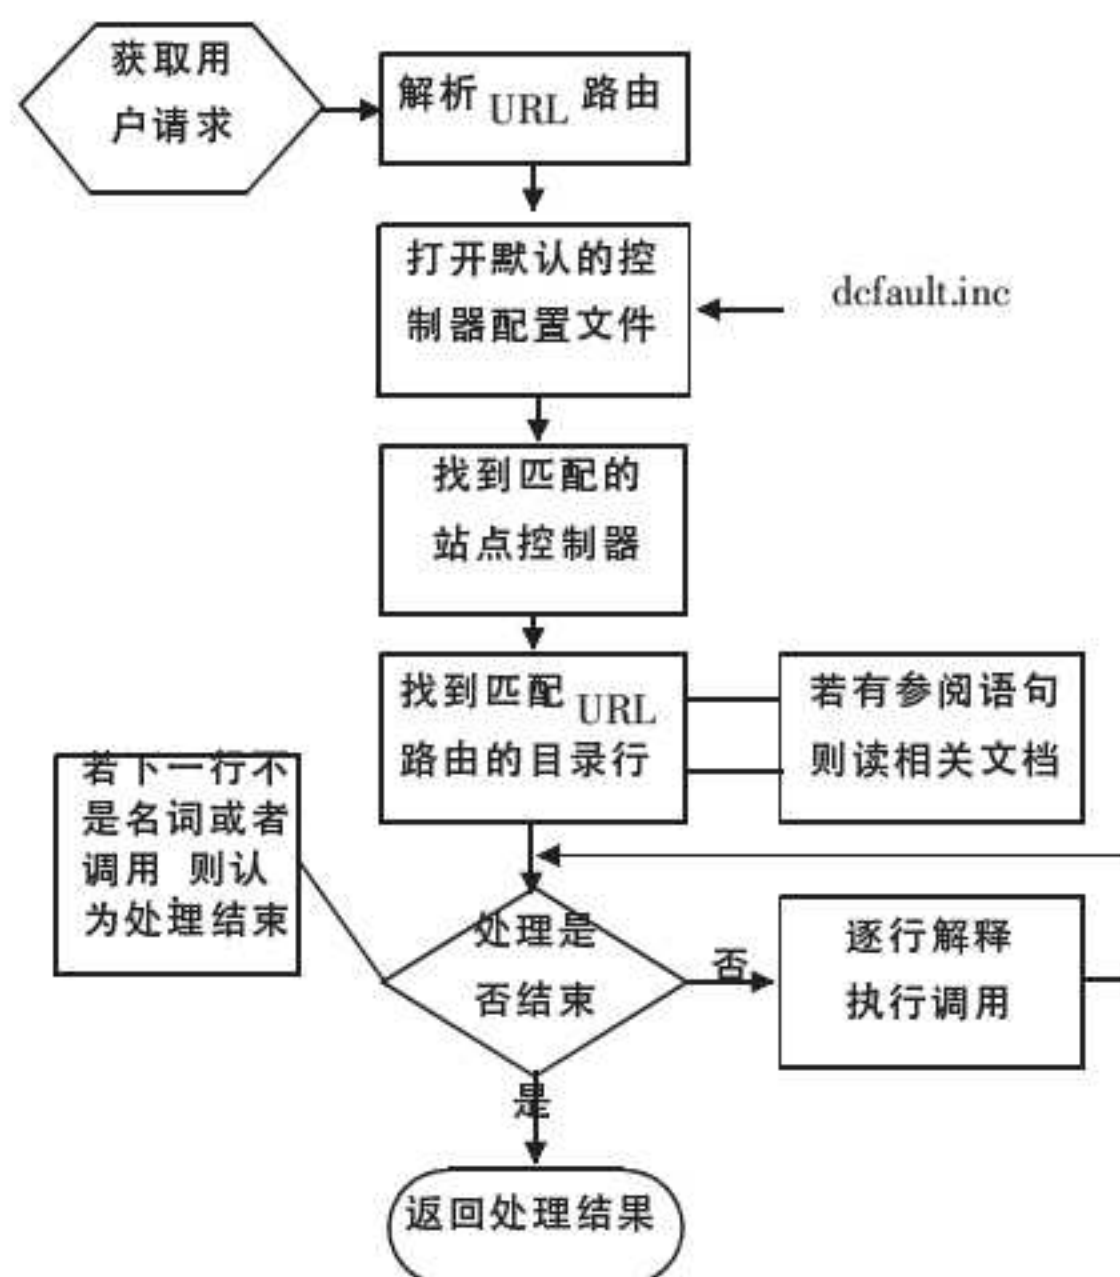 获取用
户请求
解析 URL 路由
打开默认的控
制器配置文件
dcfault.inc
找到匹配的
站点控制器
找到匹配 URL
路由的目录行
若有参阅语句
则读相关文档
若下一行不
是名词或者
调用,则认
为处理结束
处理是
否结束
否
逐行解释
执行调用
是
返回处理结果